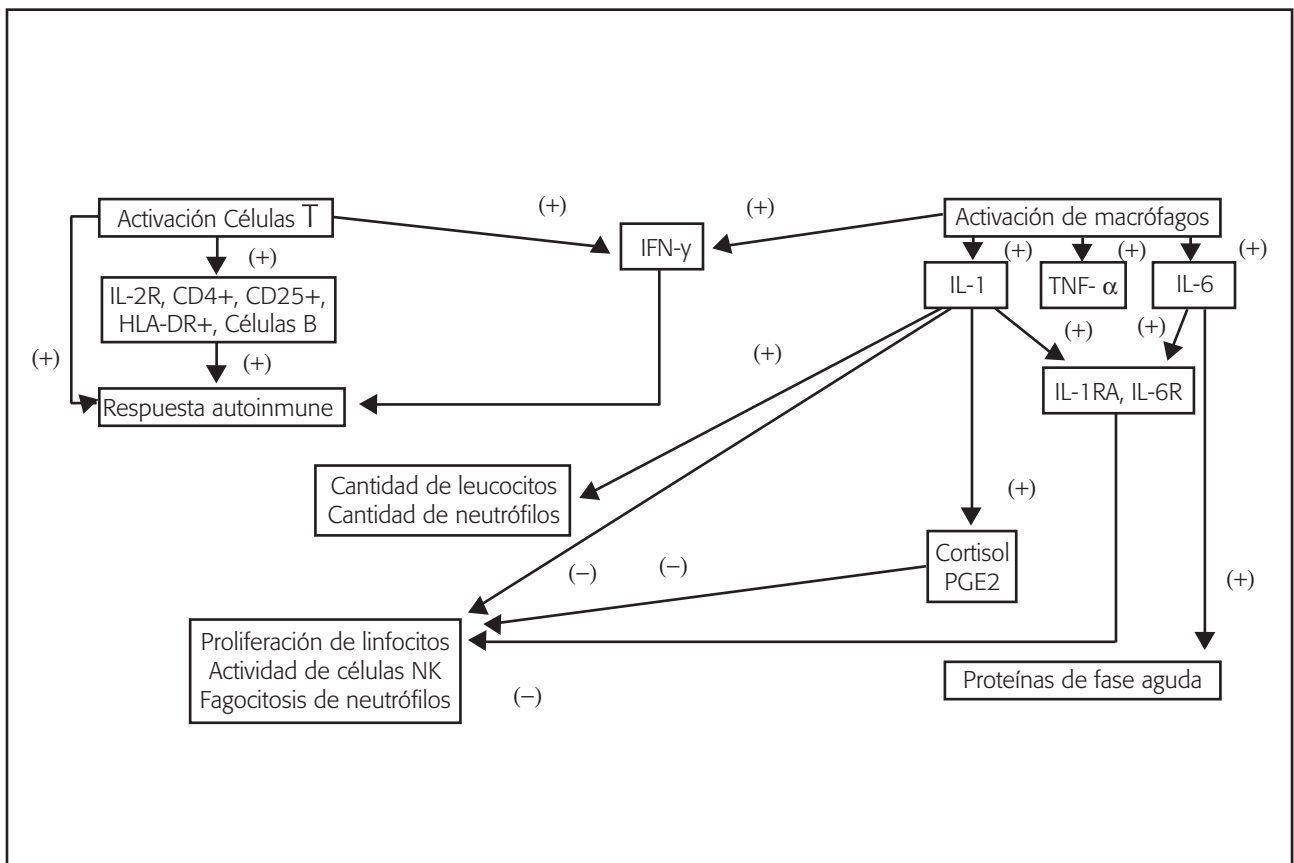 Activación Células T
(+)
(+)
Activación de macrófagos
IFN-y
(+)
(+)
(+)
(+)
IL-1
TNF- α
IL-6
IL-2R, CD4+, CD25+,
HLA-DR+, Células B
(+)
(+)
(+)
(+)
(+)
Respuesta autoinmune
IL-1RA, IL-6R
Cantidad de leucocitos
Cantidad de neutrófilos
(+)
Cortisol
PGE2
(−)
(−)
(+)
Proliferación de linfocitos
Actividad de células NK
Fagocitosis de neutrófilos
(−)
Proteínas de fase aguda